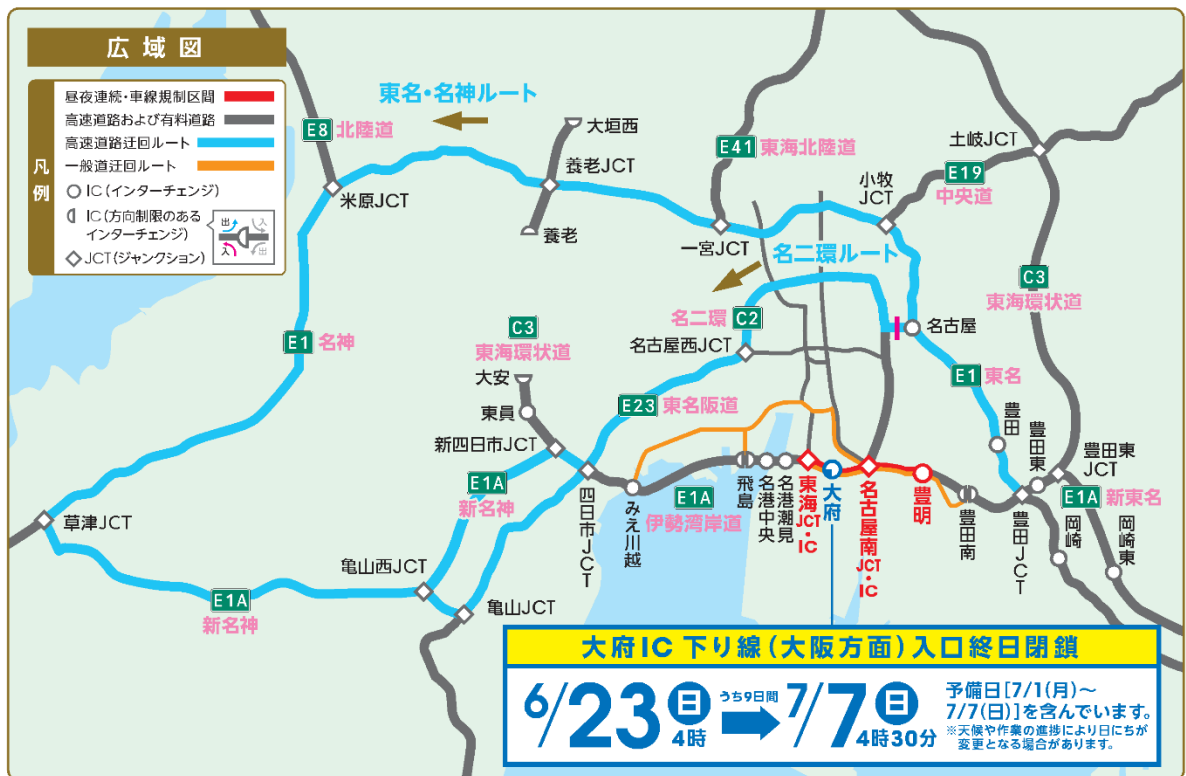 広域図
凡例
昼夜連続・車線規制区間
高速道路および有料道路
高速道路迂回ルート
一般道迂回ルート
IC(インターチェンジ)
IC(方向制限のある
インターチェンジ)
出
入
入
出
JCT(ジャンクション)
東名・名神ルート
E8 北陸道
大垣西
養老JCT
養老
米原JCT
E41 東海北陸道
一宮JCT
小牧
JCT
土岐JCT
E19
中央道
名二環ルート
C3
東海環状道
名二環 C2
名古屋西JCT
名古屋
E1 名神
C3
東海環状道
大安
東員
新四日市JCT
E23 東名阪道
E1 東名
豊田
豊田東
豊田東
JCT
E1A 新東名
E1A
新名神
四日市JCT
みえ川越
E1A
伊勢湾岸道
飛島
名港中央
名港潮見
東海
JCT・IC
大府
名古屋南
JCT・IC
豊明
豊田南
豊田JCT
岡崎
岡崎東
草津JCT
亀山西JCT
亀山JCT
E1A
新名神
大府IC 下り線(大阪方面)入口終日閉鎖
6/23日4時
うち9日間
7/7日4時30分
予備日[7/1(月)~
7/7(日)]を含んでいます。
※天候や作業の進捗により日にちが
変更となる場合があります。